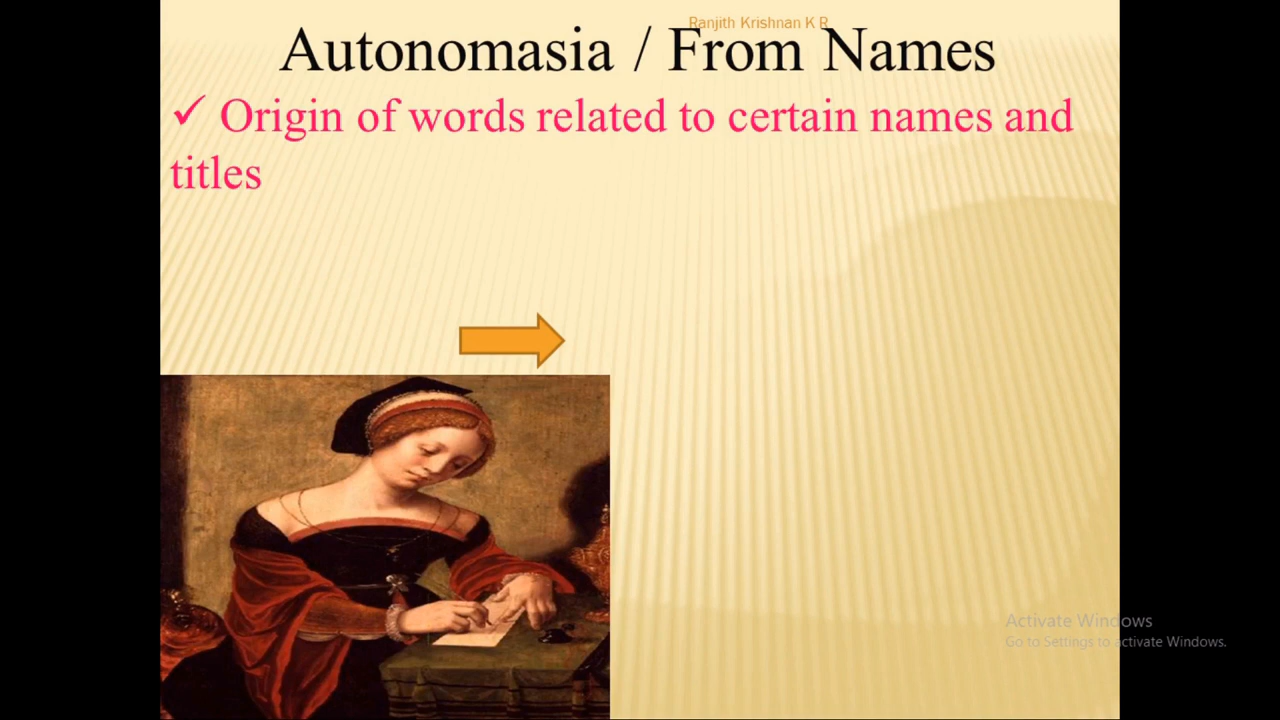 Ranjith Krishnan K R
Autonomasia / From Names
✓ Origin of words related to certain names and
titles
Activate Windows
Go to Settings to activate Windows.